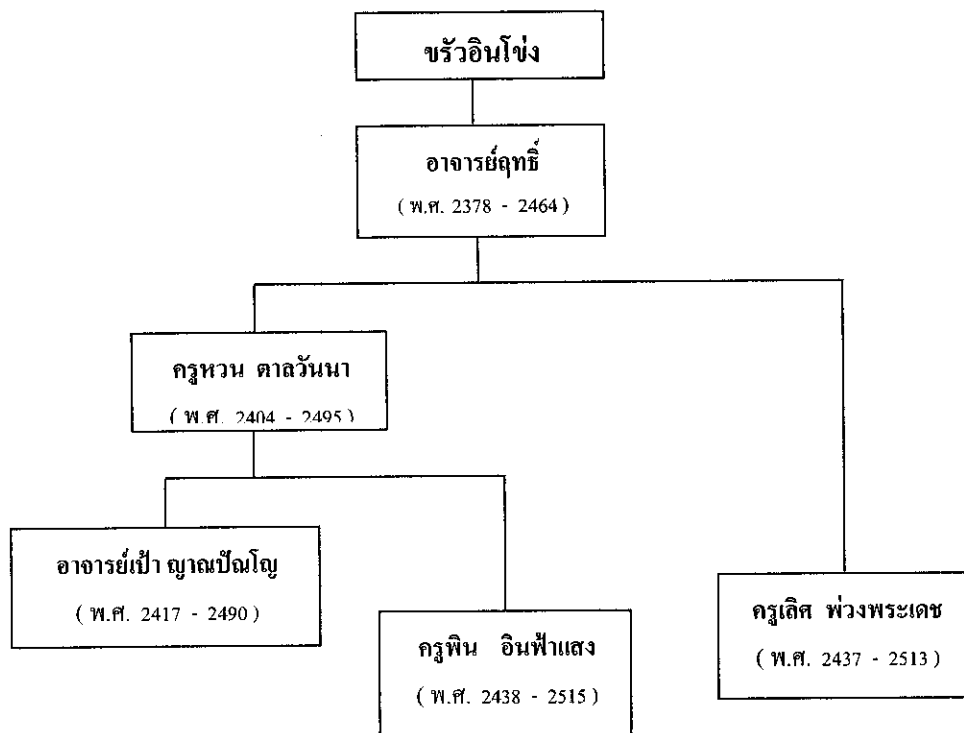 ขรัวอินโข่ง
อาจารย์ฤทธิ์
( พ.ศ. 2378 - 2464 )
ครูหวน ตาลวันนา
( พ.ศ. 2404 - 2495 )
อาจารย์เป้า ญาณปัณโญ
( พ.ศ. 2417 - 2490 )
ครูพิน อินฟ้าแสง
( พ.ศ. 2438 - 2515 )
ครูเลิศ พ่วงพระเดช
( พ.ศ. 2437 - 2513 )